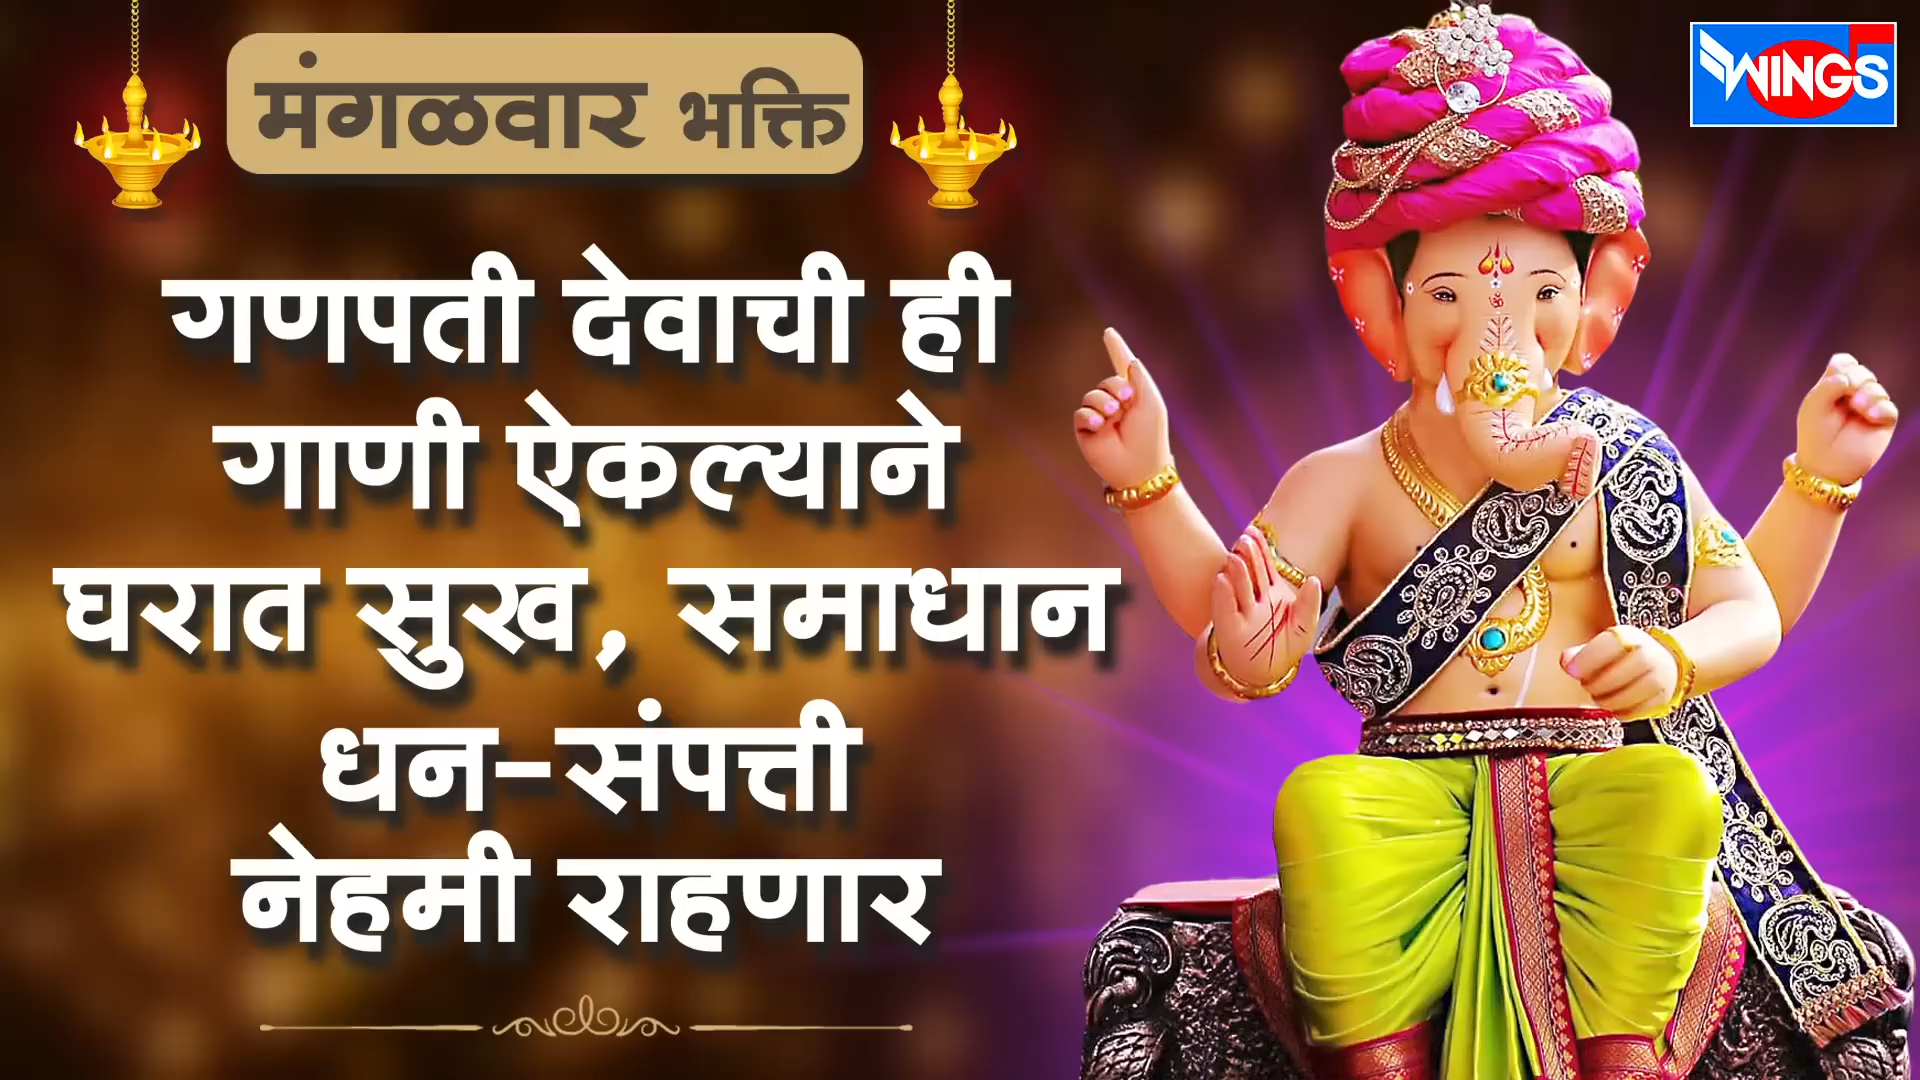 मंगळवार भक्ति
WINGS
गणपती देवाची ही
गाणी ऐकल्याने
घरात सुख, समाधान
धन-संपत्ती
नेहमी राहणार